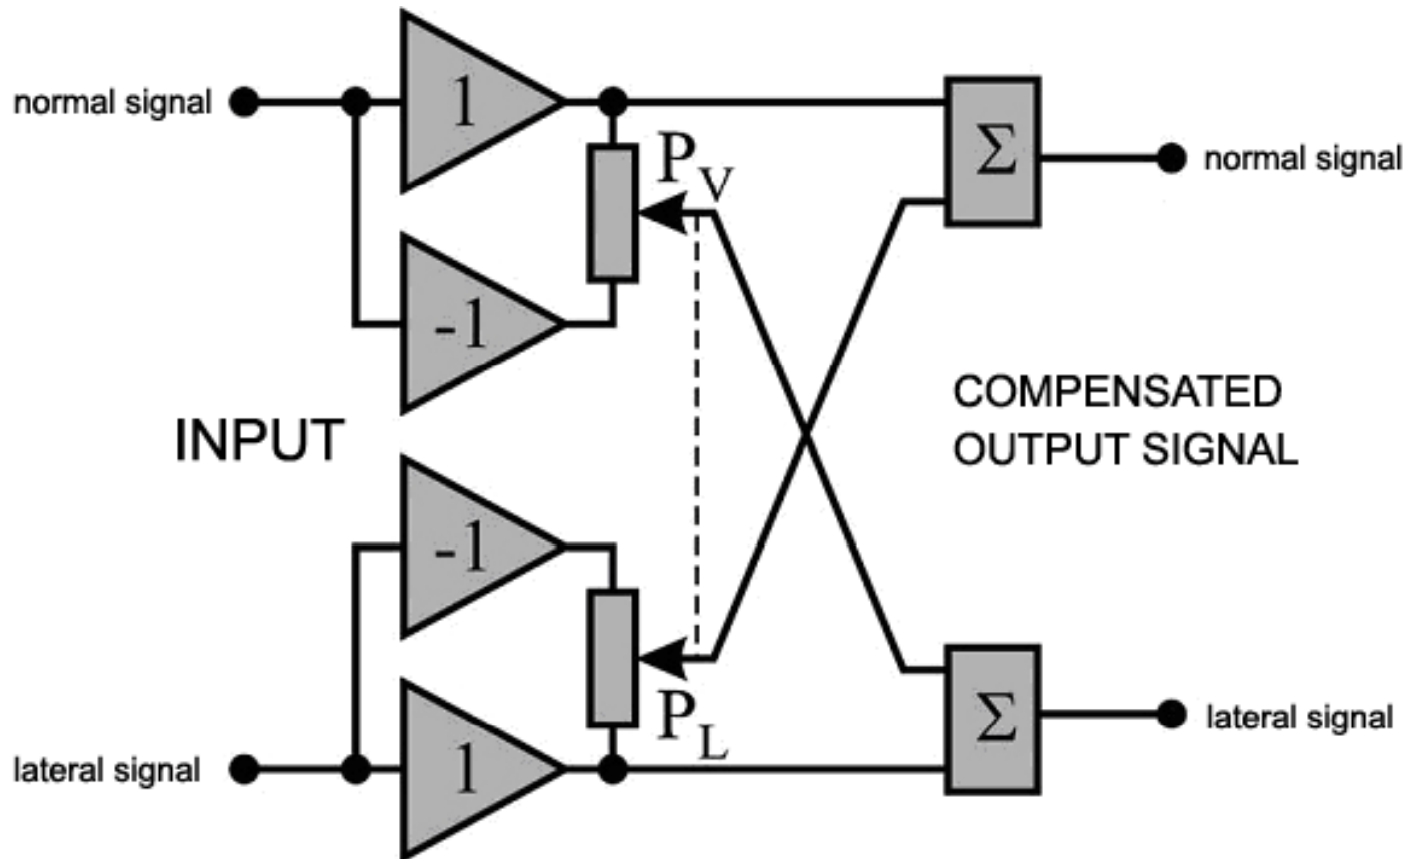 normal signal
1
P
V
Σ
normal signal
-1
INPUT
COMPENSATED
OUTPUT SIGNAL
-1
P
L
Σ
lateral signal
lateral signal
1